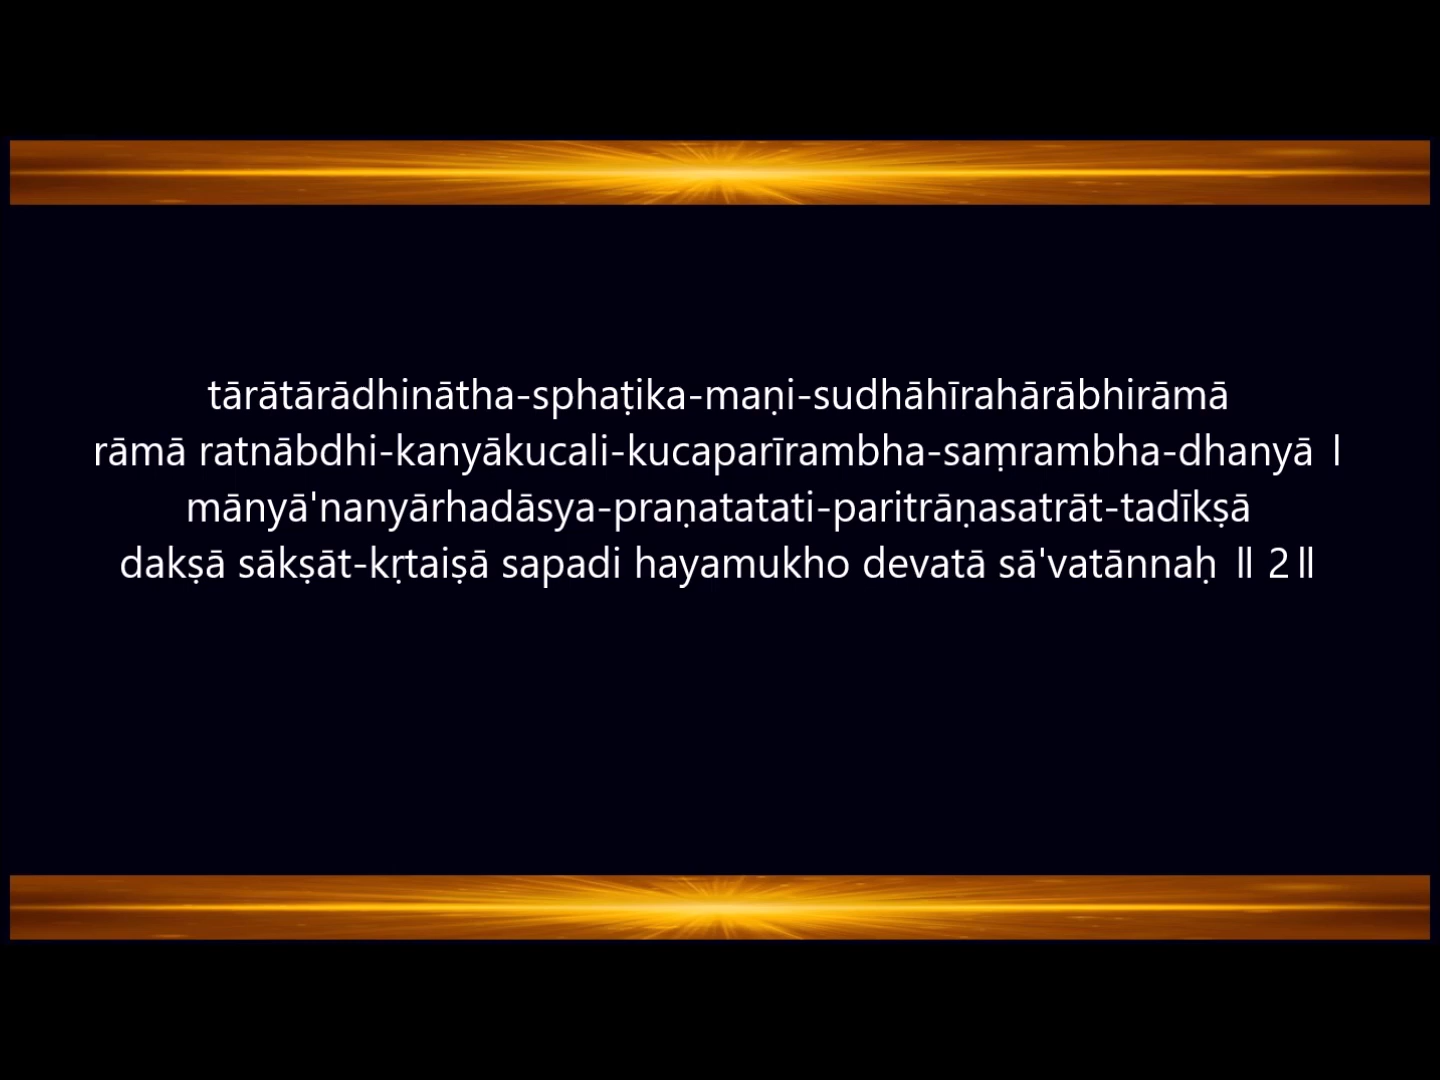 tārātārādhinātha-sphaṭika-maṇi-sudhāhīrahārābhirāmā
rāmā ratnābdhi-kanyākucali-kucaparīrambha-saṃrambha-dhanyā ।
mānyā'nanyārhadāsya-praṇatatati-paritrāṇasatrāt-tadīkṣā
dakṣā sākṣāt-kṛtaiṣā sapadi hayamukho devatā sā'vatānnaḥ ॥ 2॥